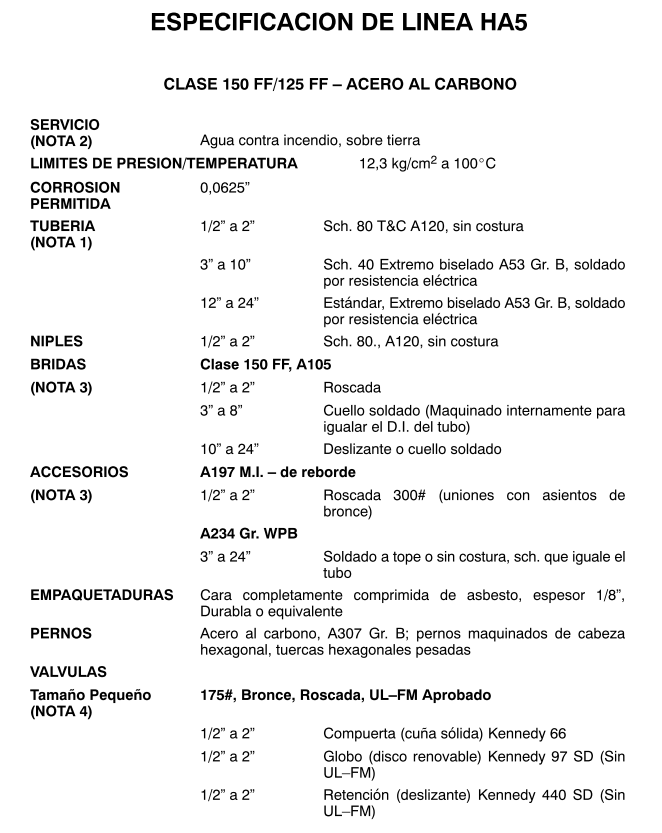 ESPECIFICACION DE LINEA HA5
CLASE 150 FF/125 FF – ACERO AL CARBONO
SERVICIO
(NOTA 2) Agua contra incendio, sobre tierra
LIMITES DE PRESION/TEMPERATURA 12,3 kg/cm2 a 100°C
CORROSION 0,0625”
PERMITIDA
TUBERIA 1/2” a 2” Sch. 80 T&C A120, sin costura
(NOTA 1)
3” a 10” Sch. 40 Extremo biselado A53 Gr. B, soldado
por resistencia eléctrica
12” a 24” Estándar, Extremo biselado A53 Gr. B, soldado
por resistencia eléctrica
NIPLES 1/2” a 2” Sch. 80., A120, sin costura
BRIDAS Clase 150 FF, A105
(NOTA 3) 1/2” a 2” Roscada
3” a 8” Cuello soldado (Maquinado internamente para
igualar el D.I. del tubo)
10” a 24” Deslizante o cuello soldado
ACCESORIOS A197 M.I. – de reborde
(NOTA 3) 1/2” a 2” Roscada 300# (uniones con asientos de
bronce)
A234 Gr. WPB
3” a 24” Soldado a tope o sin costura, sch. que iguale el
tubo
EMPAQUETADURAS Cara completamente comprimida de asbesto, espesor 1/8”,
Durabla o equivalente
PERNOS Acero al carbono, A307 Gr. B; pernos maquinados de cabeza
hexagonal, tuercas hexagonales pesadas
VALVULAS
Tamaño Pequeño 175#, Bronce, Roscada, UL–FM Aprobado
(NOTA 4)
1/2” a 2” Compuerta (cuña sólida) Kennedy 66
1/2” a 2” Globo (disco renovable) Kennedy 97 SD (Sin
UL–FM)
1/2” a 2” Retención (deslizante) Kennedy 440 SD (Sin
UL–FM)